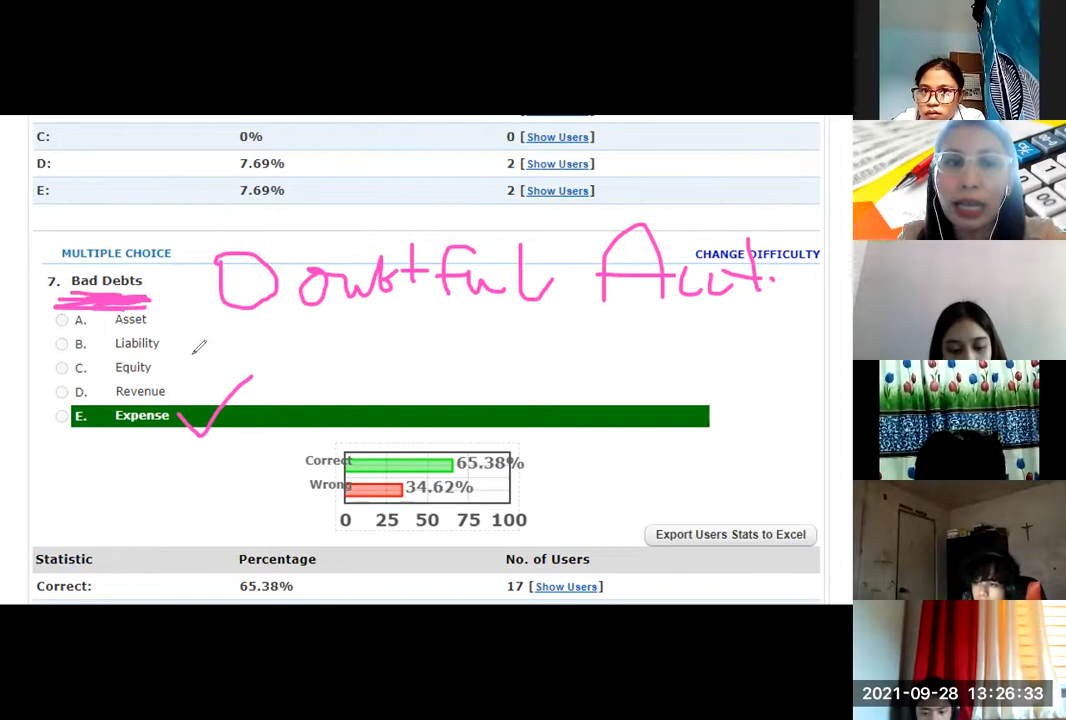 C: 0% 0 [Show Users]
D: 7.69% 2 [Show Users]
E: 7.69% 2 [Show Users]
MULTIPLE CHOICE
CHANGE DIFFICULTY
Doubtful Acct.
7. Bad Debts
A. Asset
B. Liability
C. Equity
D. Revenue
E. Expense
Correct 65.38%
Wrong 34.62%
0 25 50 75 100
Export Users Stats to Excel
Statistic Percentage No. of Users
Correct: 65.38% 17 [Show Users]
2021-09-28 13:26:33